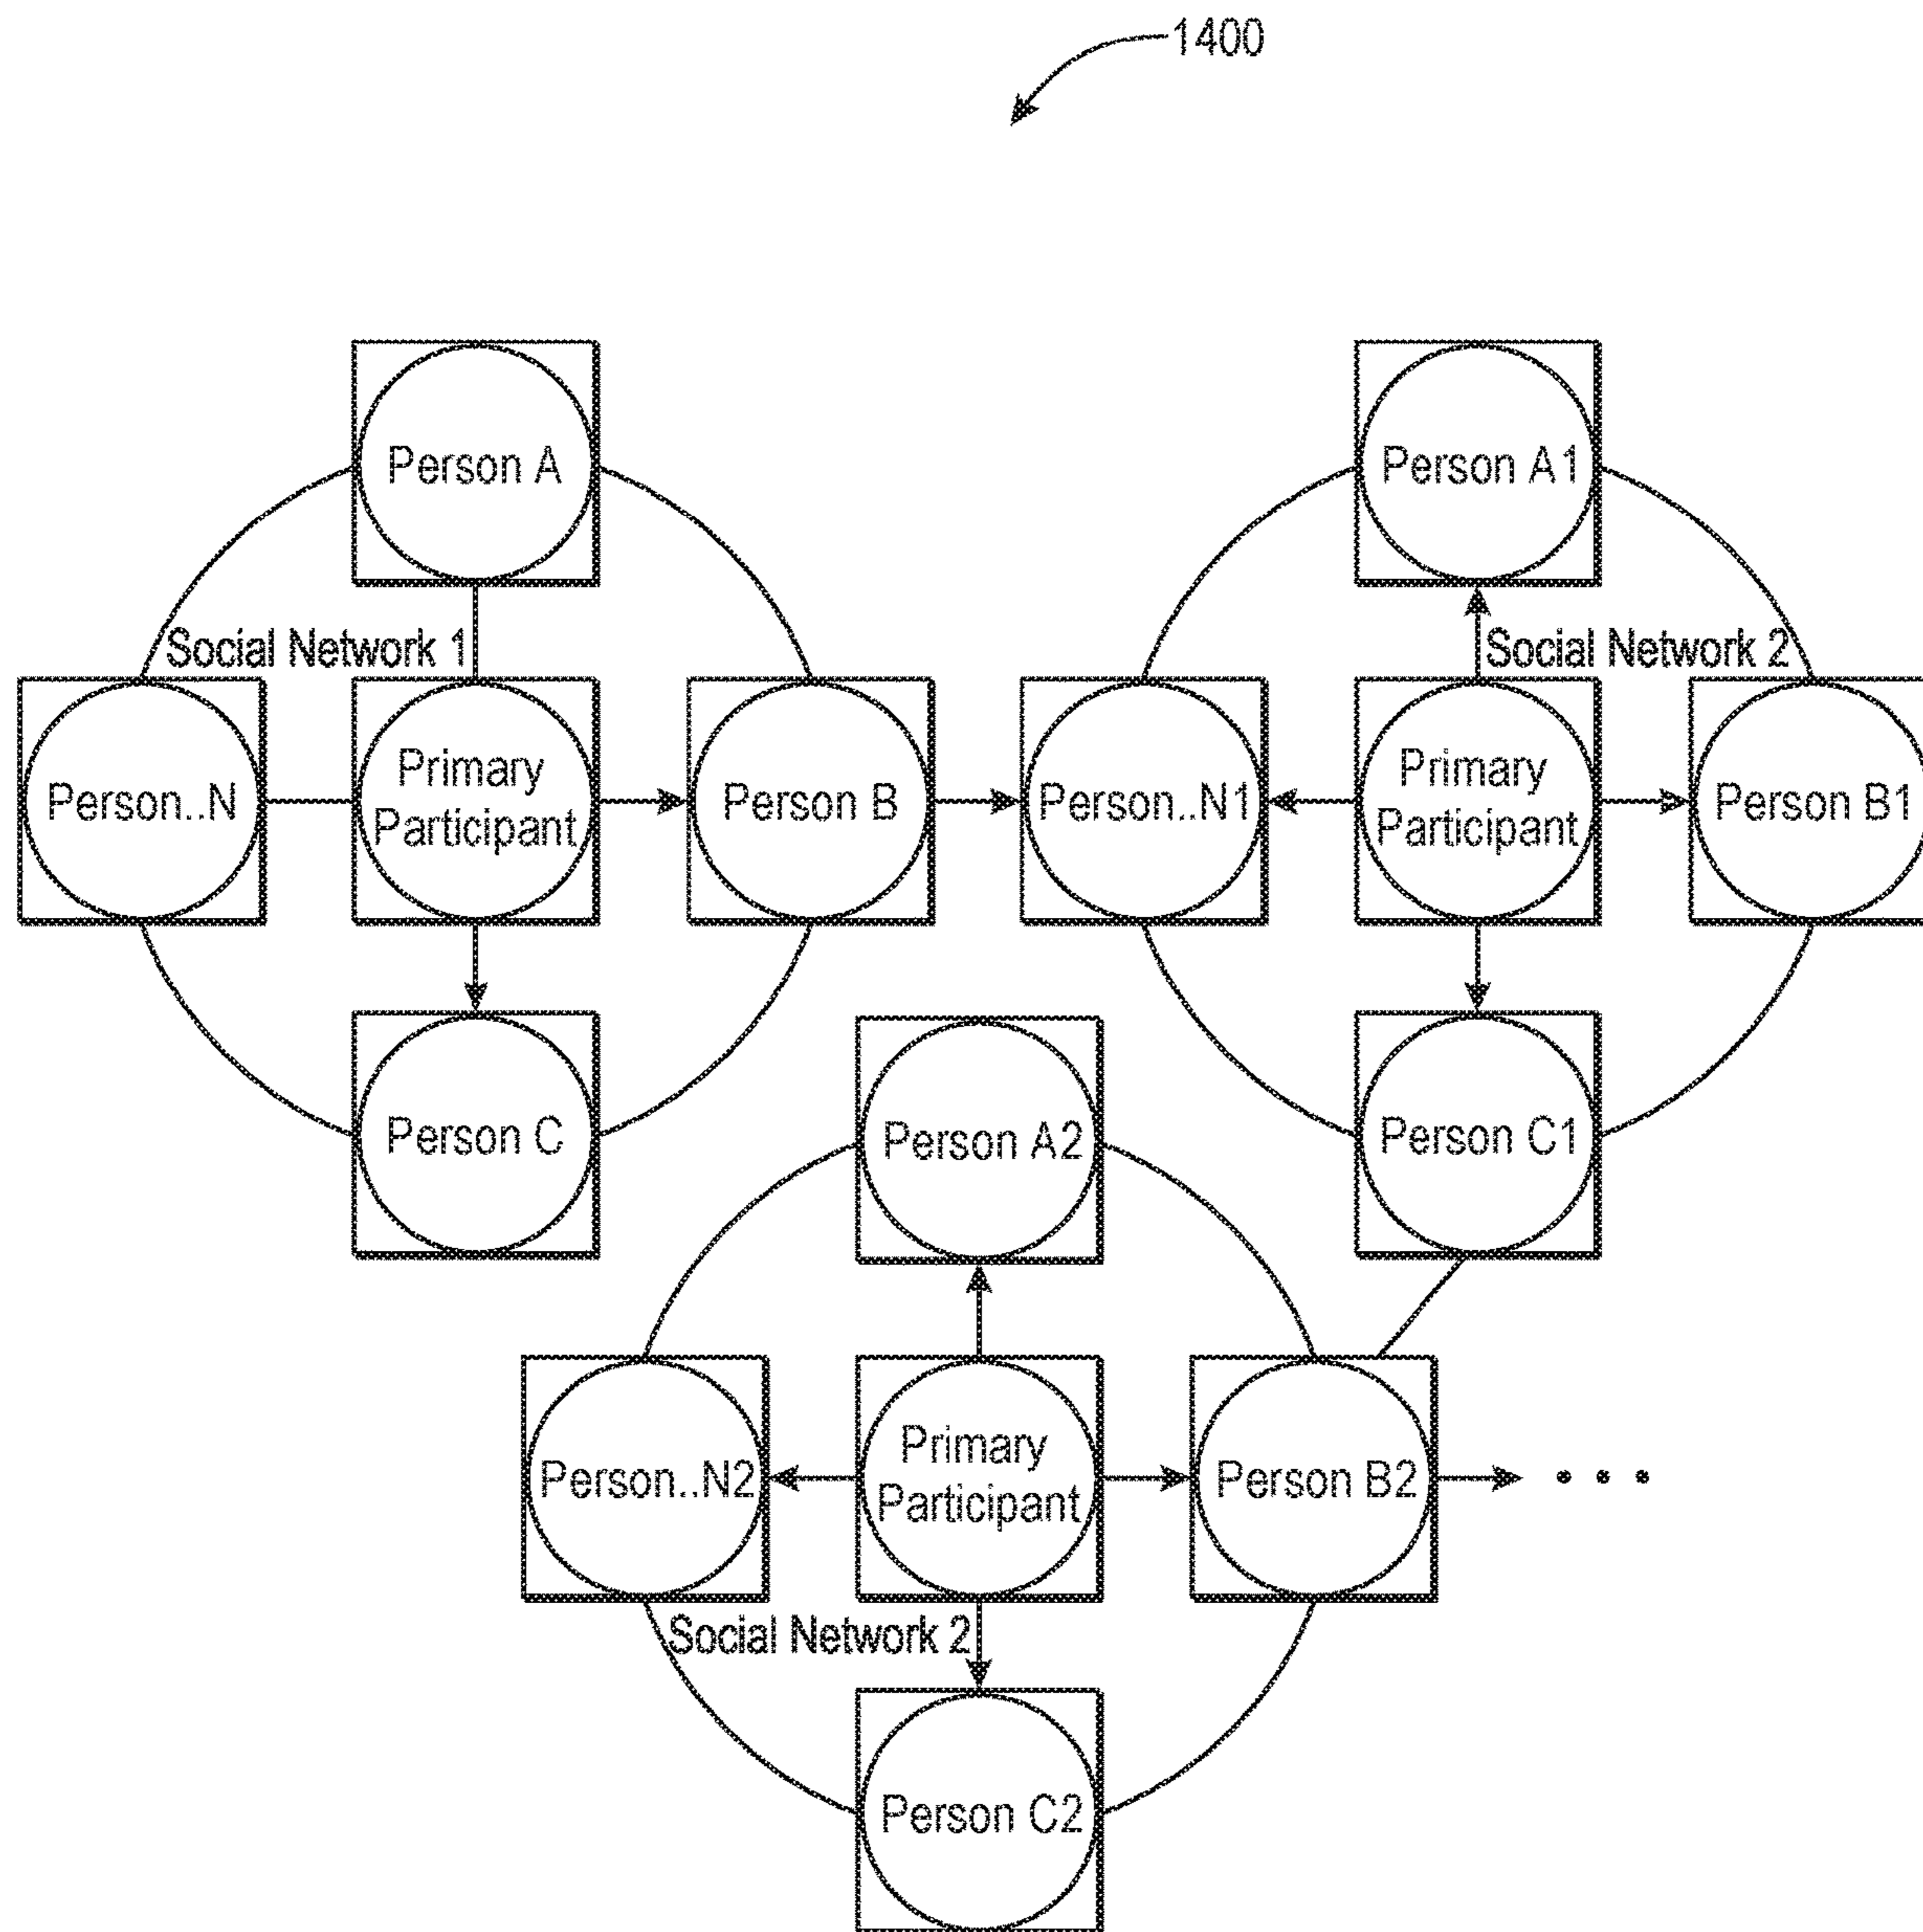 1400
Person A
Person A1
Social Network 1
Social Network 2
Person..N
Primary
Participant
Person B
Person..N1
Primary
Participant
Person B1
Person C
Person A2
Person C1
Person..N2
Primary
Participant
Person B2
• • •
Social Network 2
Person C2